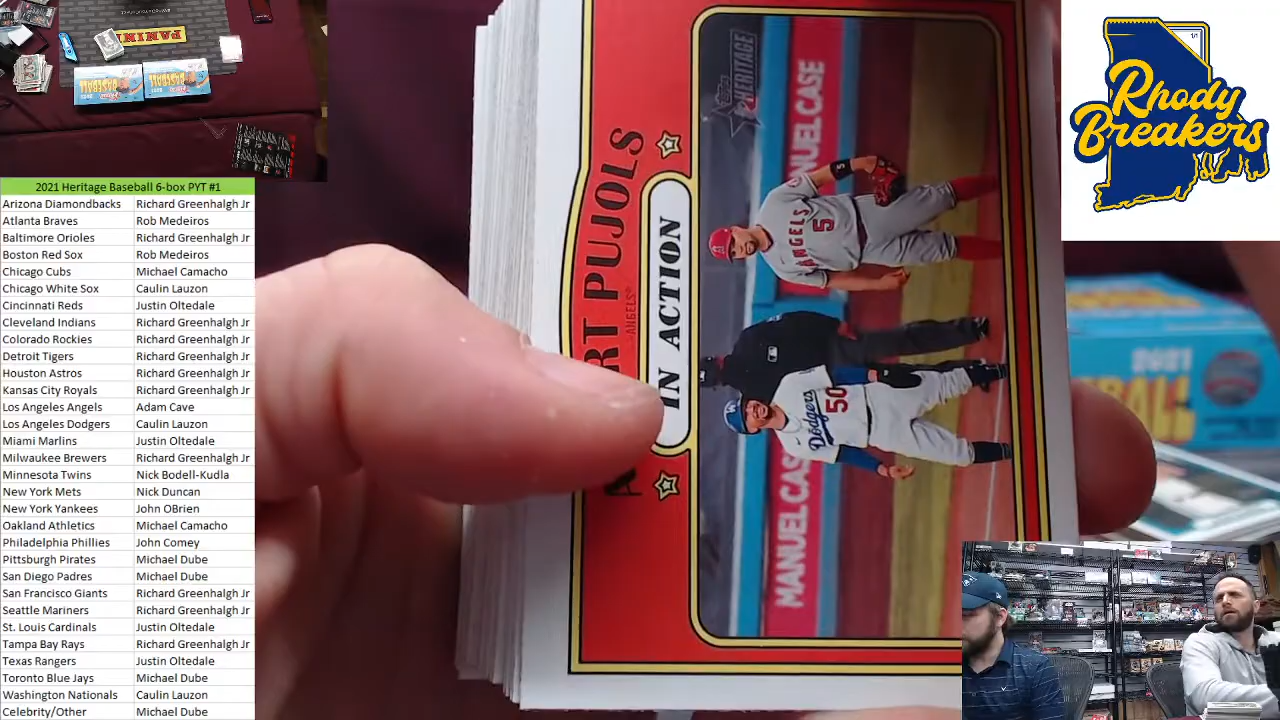 PANINI
BASEBALL
BASEBALL
2021 Heritage Baseball 6-box PYT #1
Arizona Diamondbacks Richard Greenhalgh Jr
Atlanta Braves Rob Medeiros
Baltimore Orioles Richard Greenhalgh Jr
Boston Red Sox Rob Medeiros
Chicago Cubs Michael Camacho
Chicago White Sox Caulin Lauzon
Cincinnati Reds Justin Oltedale
Cleveland Indians Richard Greenhalgh Jr
Colorado Rockies Richard Greenhalgh Jr
Detroit Tigers Richard Greenhalgh Jr
Houston Astros Richard Greenhalgh Jr
Kansas City Royals Richard Greenhalgh Jr
Los Angeles Angels Adam Cave
Los Angeles Dodgers Caulin Lauzon
Miami Marlins Justin Oltedale
Milwaukee Brewers Richard Greenhalgh Jr
Minnesota Twins Nick Bodell-Kudla
New York Mets Nick Duncan
New York Yankees John OBrien
Oakland Athletics Michael Camacho
Philadelphia Phillies John Comey
Pittsburgh Pirates Michael Dube
San Diego Padres Michael Dube
San Francisco Giants Richard Greenhalgh Jr
Seattle Mariners Richard Greenhalgh Jr
St. Louis Cardinals Justin Oltedale
Tampa Bay Rays Richard Greenhalgh Jr
Texas Rangers Justin Oltedale
Toronto Blue Jays Michael Dube
Washington Nationals Caulin Lauzon
Celebrity/Other Michael Dube
A RT PUJOLS
ANGELS
IN ACTION
Topps HERITAGE
MANUEL CASE
NUEL CASE
MANUEL CAS
ANGELS
5
Dodgers
50
1/1
Rhody
Breakers
2021